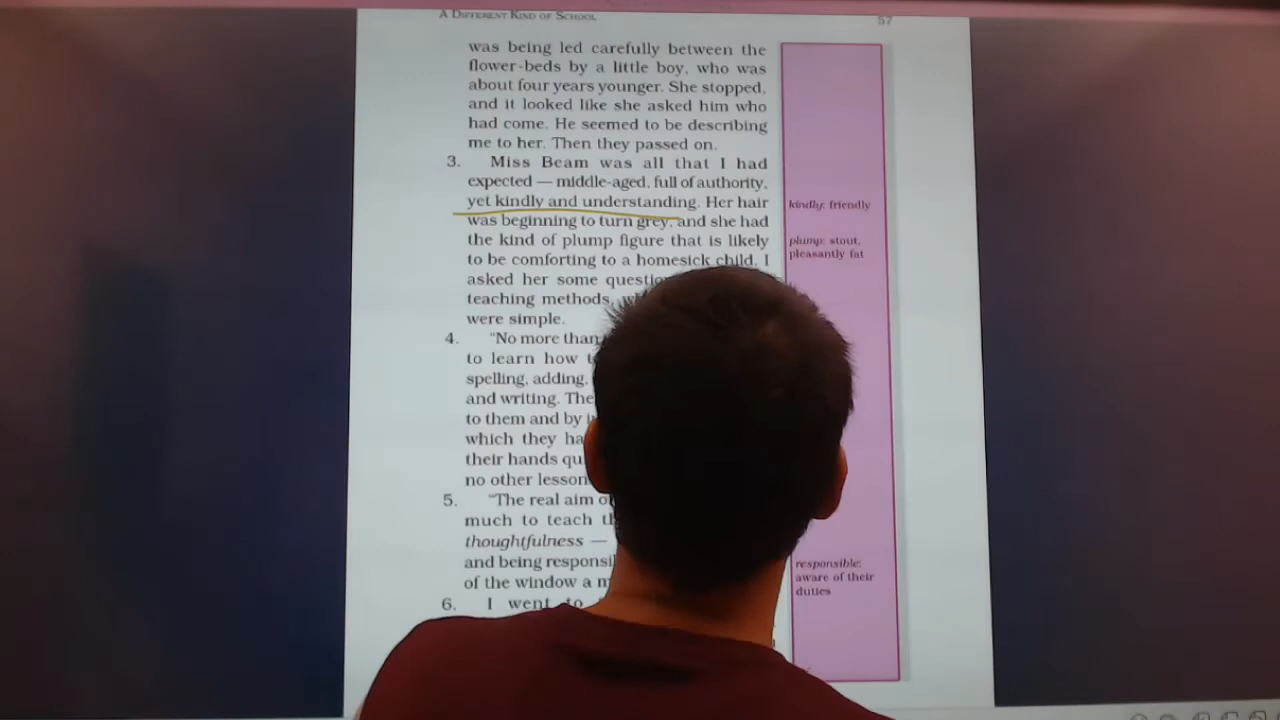 A DIFFERENT KIND OF SCHOOL 57
was being led carefully between the
flower-beds by a little boy, who was
about four years younger. She stopped,
and it looked like she asked him who
had come. He seemed to be describing
me to her. Then they passed on.
3. Miss Beam was all that I had
expected — middle-aged, full of authority,
yet kindly and understanding. Her hair
was beginning to turn grey, and she had
the kind of plump figure that is likely
to be comforting to a homesick child. I
asked her some
teaching methods,
were simple.
4. "No more than
to learn how
spelling, adding,
and writing. The
to them and by
which they
their hands
no other
5. "The real aim
much to teach
thoughtfulness —
and being
of the window a
6. I went to
kindly: friendly
plump: stout,
pleasantly fat
responsible:
aware of their
duties